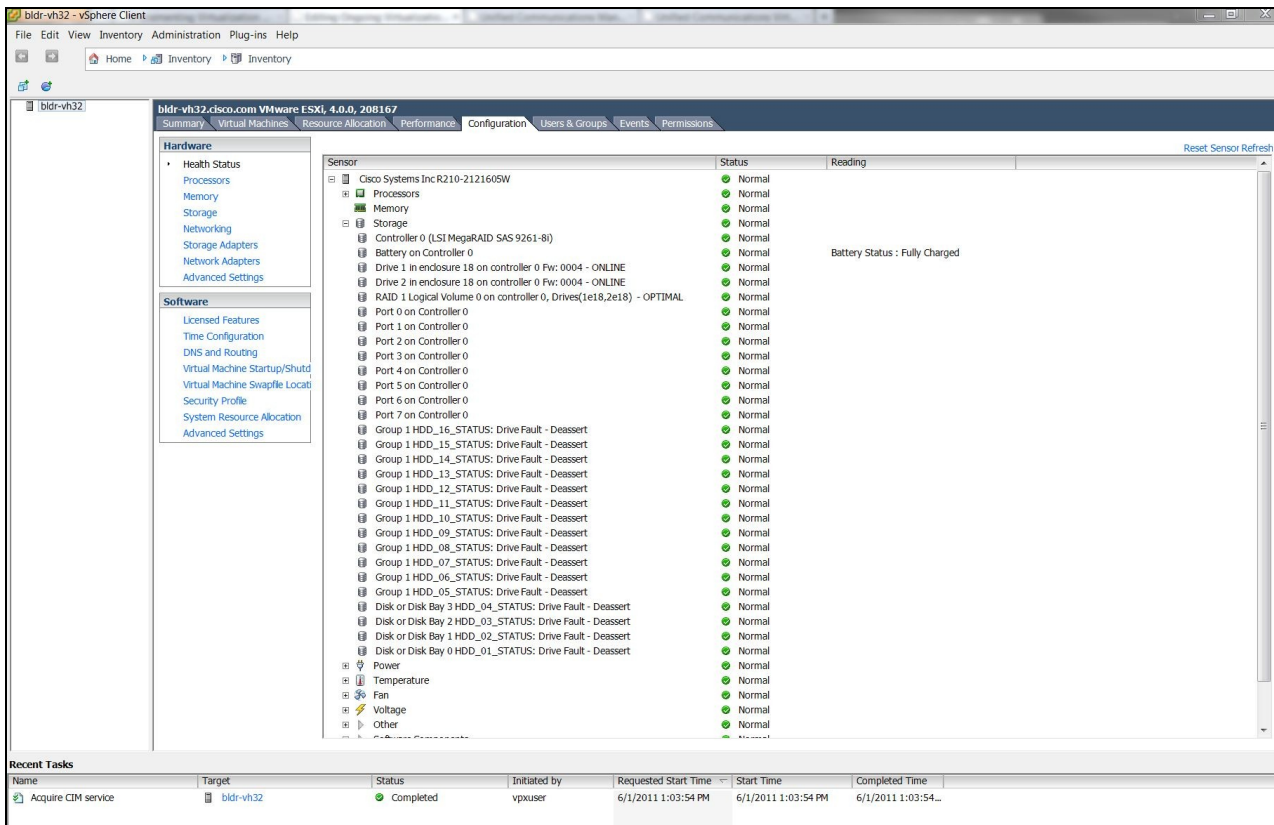 bldr-vh32 - vSphere Client
File Edit View Inventory Administration Plug-ins Help
Home Inventory Inventory
bldr-vh32
bldr-vh32.cisco.com VMware ESXi, 4.0.0, 208167
Summary Virtual Machines Resource Allocation Performance Configuration Users & Groups Events Permissions
Hardware
Health Status
Processors
Memory
Storage
Networking
Storage Adapters
Network Adapters
Advanced Settings
Software
Licensed Features
Time Configuration
DNS and Routing
Virtual Machine Startup/Shutd
Virtual Machine Swapfile Locati
Security Profile
System Resource Allocation
Advanced Settings
Reset Sensor Refresh
Sensor Status Reading
Cisco Systems Inc R210-2121605W Normal
Processors Normal
Memory Normal
Storage Normal
Controller 0 (LSI MegaRAID SAS 9261-8i) Normal
Battery on Controller 0 Normal Battery Status : Fully Charged
Drive 1 in enclosure 18 on controller 0 Fw: 0004 - ONLINE Normal
Drive 2 in enclosure 18 on controller 0 Fw: 0004 - ONLINE Normal
RAID 1 Logical Volume 0 on controller 0, Drives(1e18,2e18) - OPTIMAL Normal
Port 0 on Controller 0 Normal
Port 1 on Controller 0 Normal
Port 2 on Controller 0 Normal
Port 3 on Controller 0 Normal
Port 4 on Controller 0 Normal
Port 5 on Controller 0 Normal
Port 6 on Controller 0 Normal
Port 7 on Controller 0 Normal
Group 1 HDD_16_STATUS: Drive Fault - Deassert Normal
Group 1 HDD_15_STATUS: Drive Fault - Deassert Normal
Group 1 HDD_14_STATUS: Drive Fault - Deassert Normal
Group 1 HDD_13_STATUS: Drive Fault - Deassert Normal
Group 1 HDD_12_STATUS: Drive Fault - Deassert Normal
Group 1 HDD_11_STATUS: Drive Fault - Deassert Normal
Group 1 HDD_10_STATUS: Drive Fault - Deassert Normal
Group 1 HDD_09_STATUS: Drive Fault - Deassert Normal
Group 1 HDD_08_STATUS: Drive Fault - Deassert Normal
Group 1 HDD_07_STATUS: Drive Fault - Deassert Normal
Group 1 HDD_06_STATUS: Drive Fault - Deassert Normal
Group 1 HDD_05_STATUS: Drive Fault - Deassert Normal
Disk or Disk Bay 3 HDD_04_STATUS: Drive Fault - Deassert Normal
Disk or Disk Bay 2 HDD_03_STATUS: Drive Fault - Deassert Normal
Disk or Disk Bay 1 HDD_02_STATUS: Drive Fault - Deassert Normal
Disk or Disk Bay 0 HDD_01_STATUS: Drive Fault - Deassert Normal
Power Normal
Temperature Normal
Fan Normal
Voltage Normal
Other Normal
Recent Tasks
Name Target Status Initiated by Requested Start Time Start Time Completed Time
Acquire CIM service bldr-vh32 Completed vpxuser 6/1/2011 1:03:54 PM 6/1/2011 1:03:54 PM 6/1/2011 1:03:54...